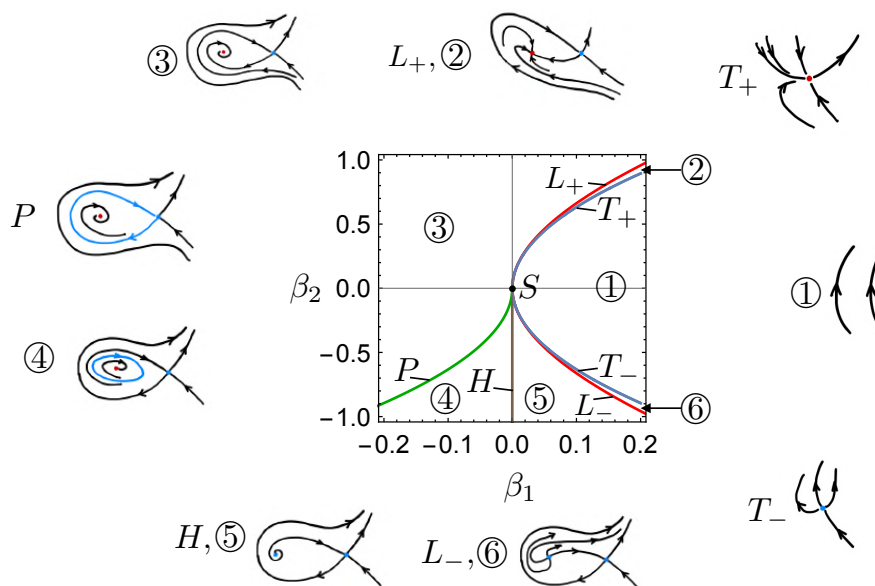 ③
L₊, ②
T₊
P
④
1.0
0.5
0.0
-0.5
-1.0
β₂
-0.2
-0.1
0.0
0.1
0.2
β₁
L₊
T₊
③
S
①
P
④
H
⑤
T₋
L₋
②
⑥
①
H, ⑤
L₋, ⑥
T₋